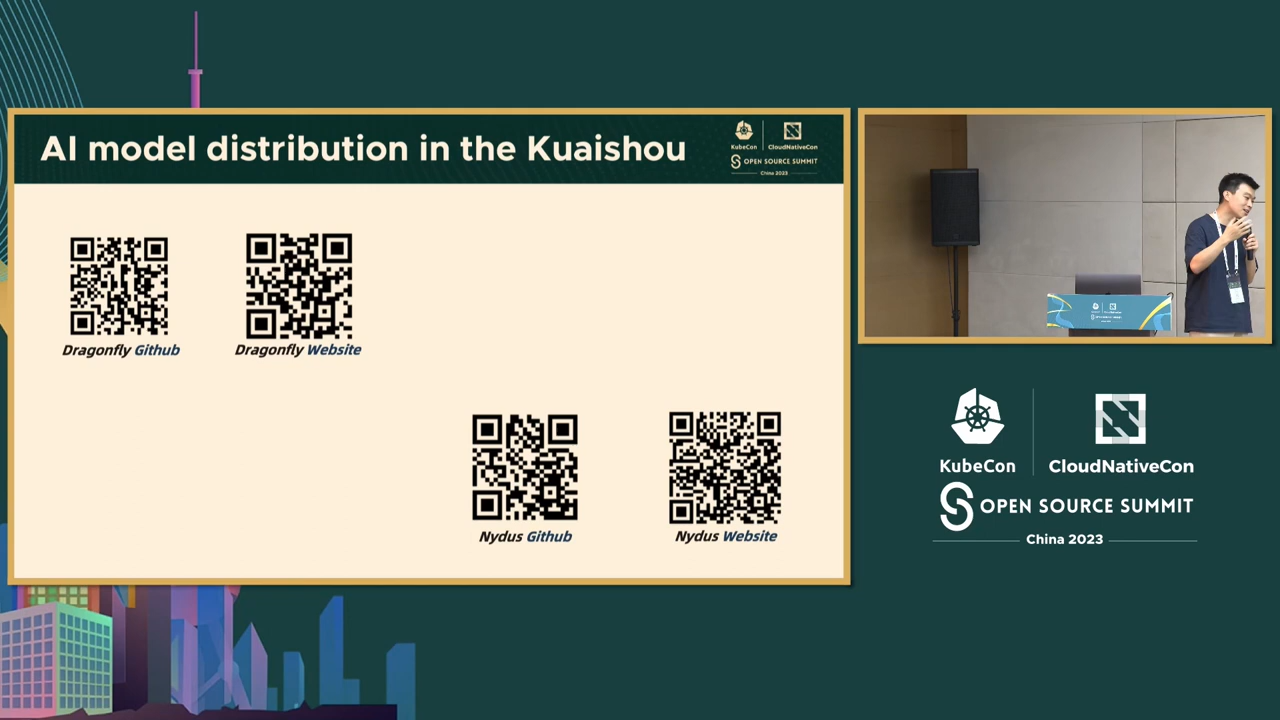 AI model distribution in the Kuaishou
KubeCon
CloudNativeCon
OPEN SOURCE SUMMIT
China 2023
Dragonfly Github
Dragonfly Website
Nydus Github
Nydus Website
KubeCon
CloudNativeCon
OPEN SOURCE SUMMIT
China 2023